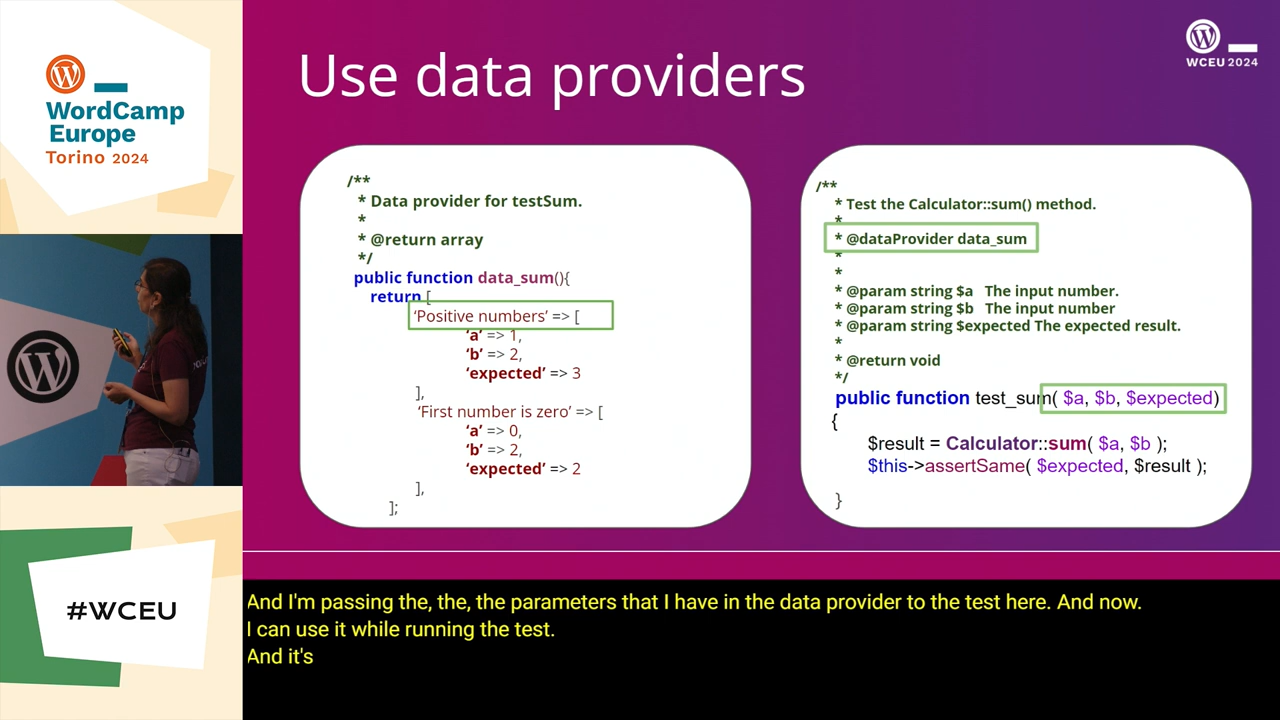 WordCamp
Europe
Torino 2024
#WCEU
Use data providers
WCEU 2024
/**
* Data provider for testSum.
*
* @return array
*/
public function data_sum(){
return [
‘Positive numbers’ => [
‘a’ => 1,
‘b’ => 2,
‘expected’ => 3
],
‘First number is zero’ => [
‘a’ => 0,
‘b’ => 2,
‘expected’ => 2
],
];
/**
* Test the Calculator::sum() method.
*
* @dataProvider data_sum
*
*
* @param string $a The input number.
* @param string $b The input number
* @param string $expected The expected result.
*
* @return void
*/
public function test_sum( $a, $b, $expected)
{
$result = Calculator::sum( $a, $b );
$this->assertSame( $expected, $result );
}
And I'm passing the, the, the parameters that I have in the data provider to the test here. And now.
I can use it while running the test.
And it's